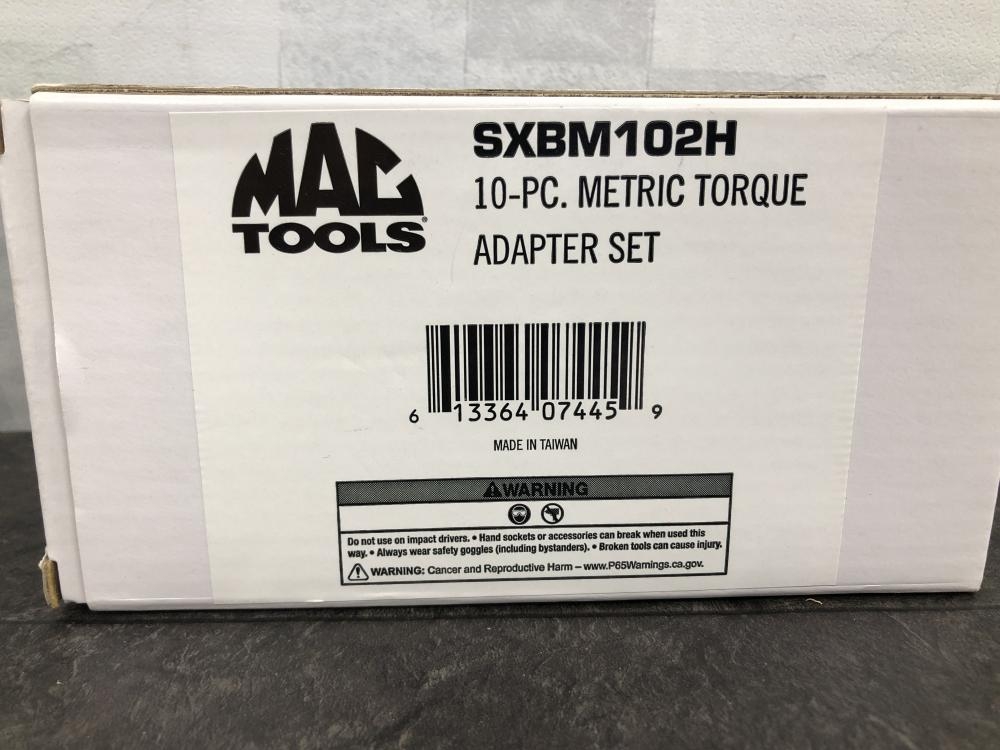 MAC
TOOLS®
SXBM102H
10-PC. METRIC TORQUE
ADAPTER SET
6 13364 07445 9
MADE IN TAIWAN
⚠WARNING
Do not use on impact drivers. • Hand sockets or accessories can break when used this
way. • Always wear safety goggles (including bystanders). • Broken tools can cause injury.
⚠ WARNING: Cancer and Reproductive Harm – www.P65Warnings.ca.gov.